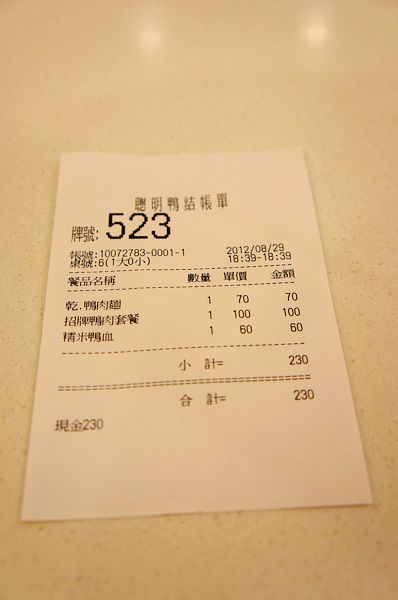 聰明鴨結帳單
牌號: 523
帳號:10072783-0001-1 2012/08/29
桌號:6(1大0小) 18:39-18:39
餐品名稱 數量 單價 金額
乾.鴨肉麵 1 70 70
招牌鴨肉套餐 1 100 100
糯米鴨血 1 60 60
小 計= 230
合 計= 230
現金230